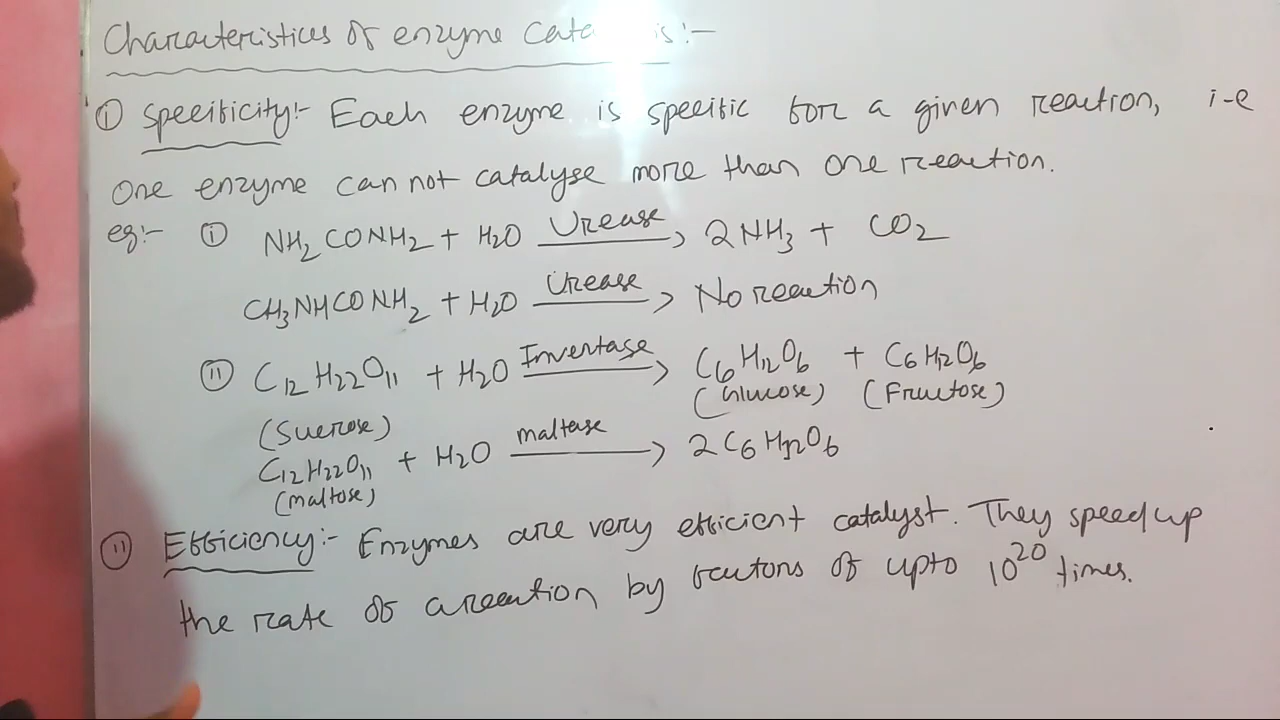 Characteristics of enzyme Cata is:-
① Specificity:- Each enzyme is specific for a given reaction, i-e
One enzyme can not catalyse more than one reaction.
eg:- ① NH₂CONH₂ + H₂O Urease → 2NH₃ + CO₂
CH₃NHCONH₂ + H₂O Urease → No reaction
⑪ C₁₂H₂₂O₁₁ + H₂O Invertase → C₆H₁₂O₆ + C₆H₁₂O₆
(Sucrose) (Glucose) (Fructose)
C₁₂H₂₂O₁₁ + H₂O maltase → 2C₆H₁₂O₆
(maltose)
⑪ Efficiency:- Enzymes are very efficient catalyst. They speed up
the rate of a reaction by factors of upto 10²⁰ times.